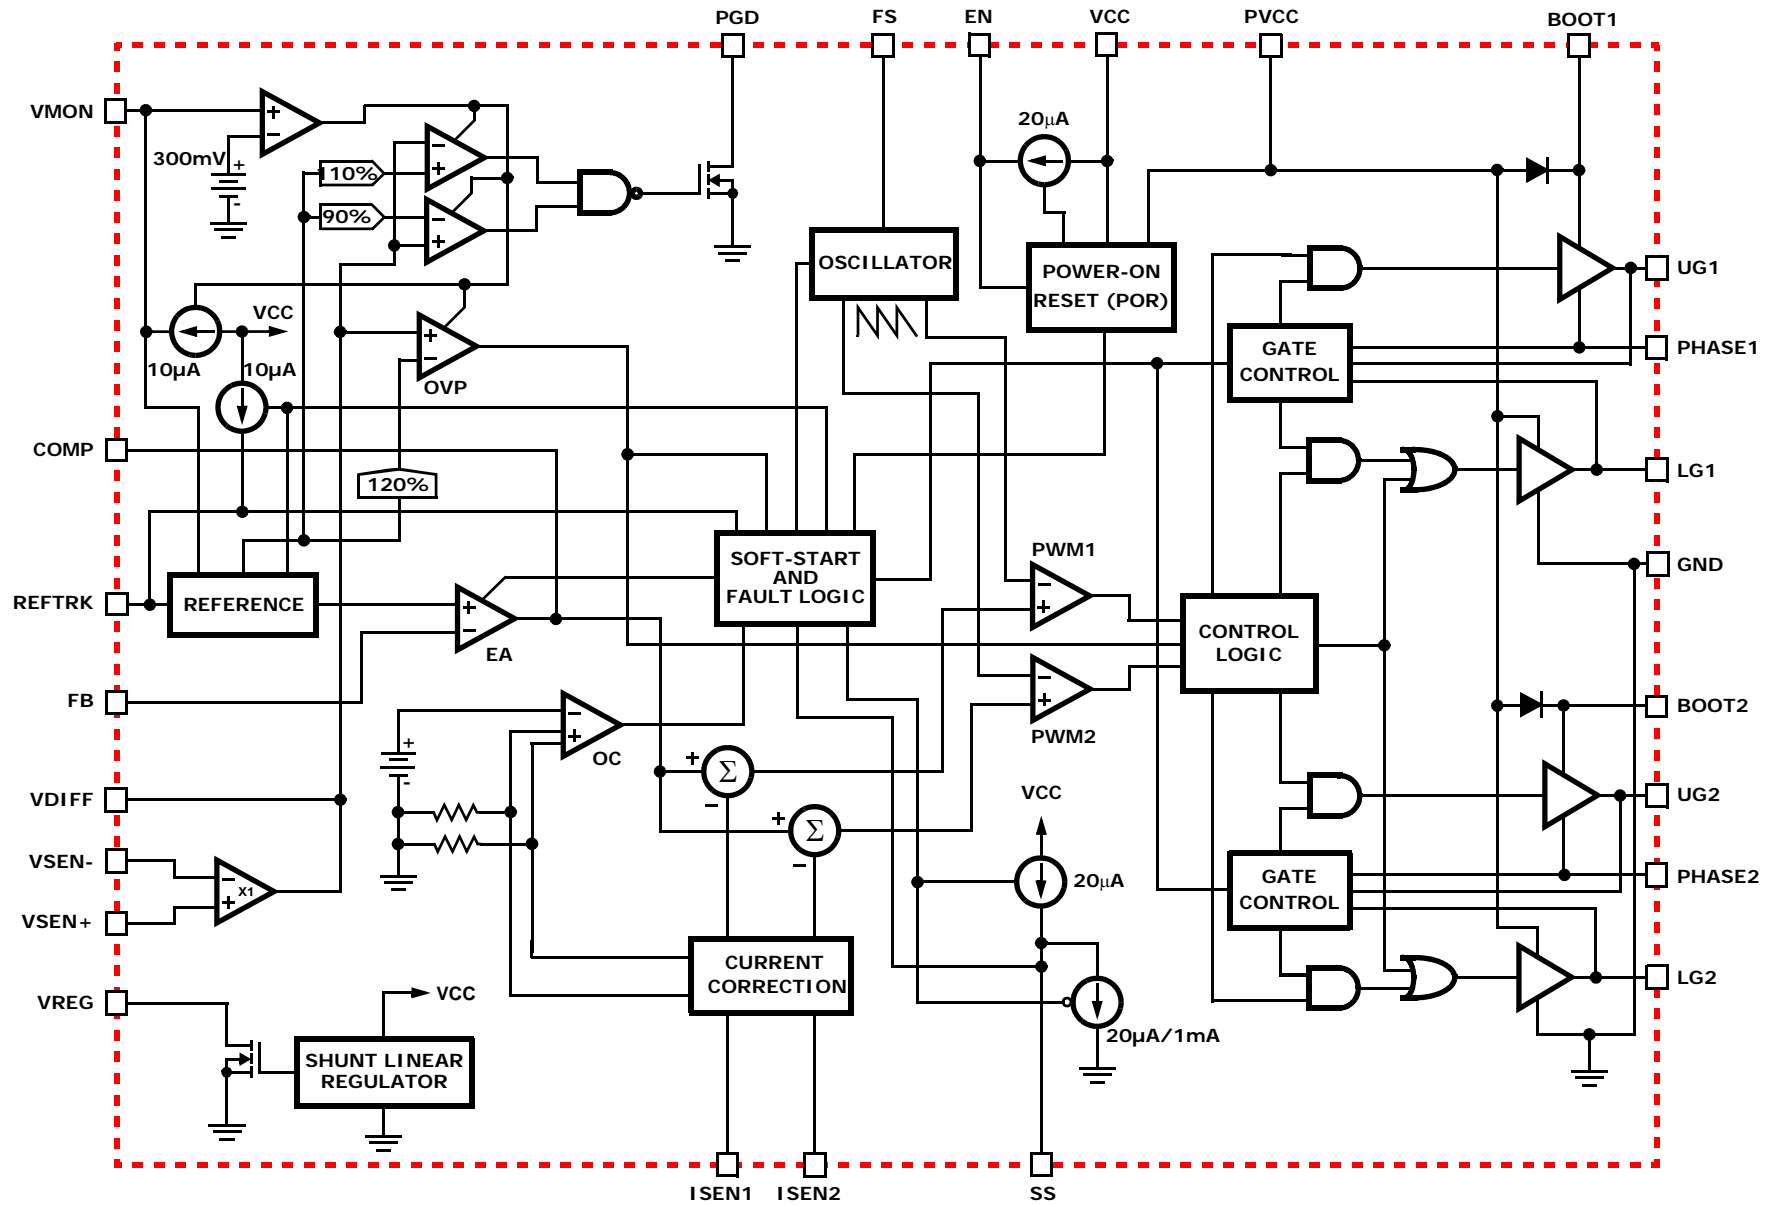 PGD
FS
EN
VCC
PVCC
BOOT1
VMON
+
−
300mV
+
-
110%
90%
−
+
−
+
20μA
OSCILLATOR
POWER-ON
RESET (POR)
UG1
VCC
10µA
10µA
+
−
OVP
GATE
CONTROL
PHASE1
COMP
120%
LG1
SOFT-START
AND
FAULT LOGIC
PWM1
−
+
GND
REFTRK
REFERENCE
+
−
EA
CONTROL
LOGIC
FB
−
+
PWM2
BOOT2
−
+
OC
+
-
+
Σ
−
+
Σ
−
VDIFF
VCC
UG2
VSEN-
−
+
X1
VSEN+
20μA
GATE
CONTROL
PHASE2
CURRENT
CORRECTION
LG2
VREG
VCC
20µA/1mA
SHUNT LINEAR
REGULATOR
ISEN1
ISEN2
SS